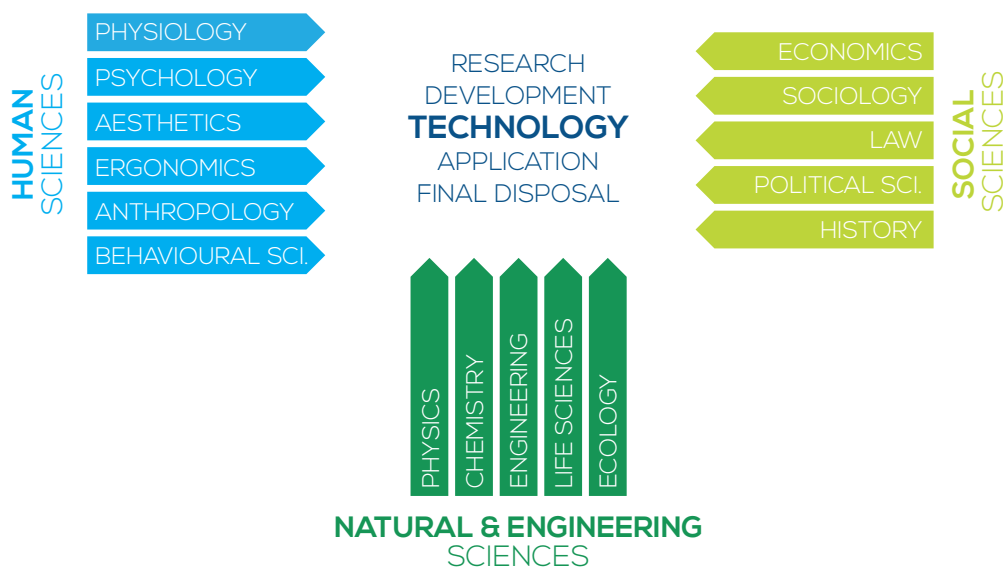 HUMAN
SCIENCES
PHYSIOLOGY
PSYCHOLOGY
AESTHETICS
ERGONOMICS
ANTHROPOLOGY
BEHAVIOURAL SCI.
RESEARCH
DEVELOPMENT
TECHNOLOGY
APPLICATION
FINAL DISPOSAL
ECONOMICS
SOCIOLOGY
LAW
POLITICAL SCI.
HISTORY
SOCIAL
SCIENCES
PHYSICS
CHEMISTRY
ENGINEERING
LIFE SCIENCES
ECOLOGY
NATURAL & ENGINEERING
SCIENCES